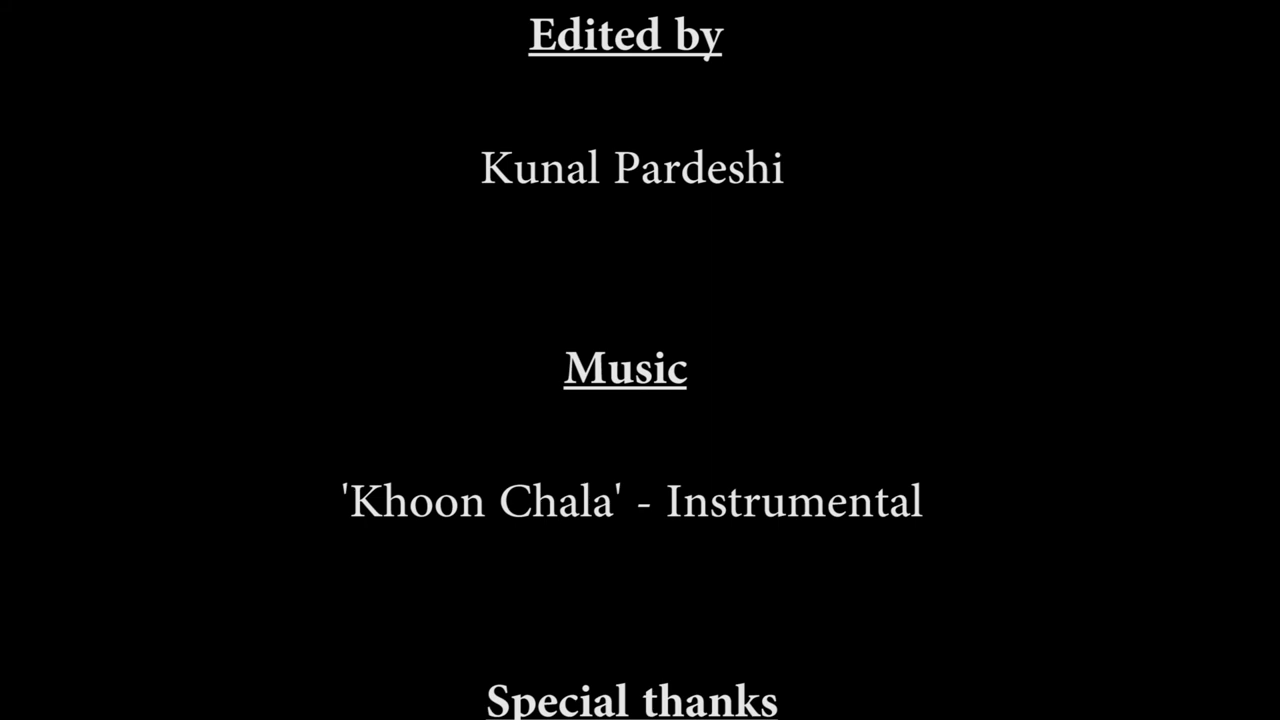 Edited by
Kunal Pardeshi
Music
'Khoon Chala' - Instrumental
Special thanks